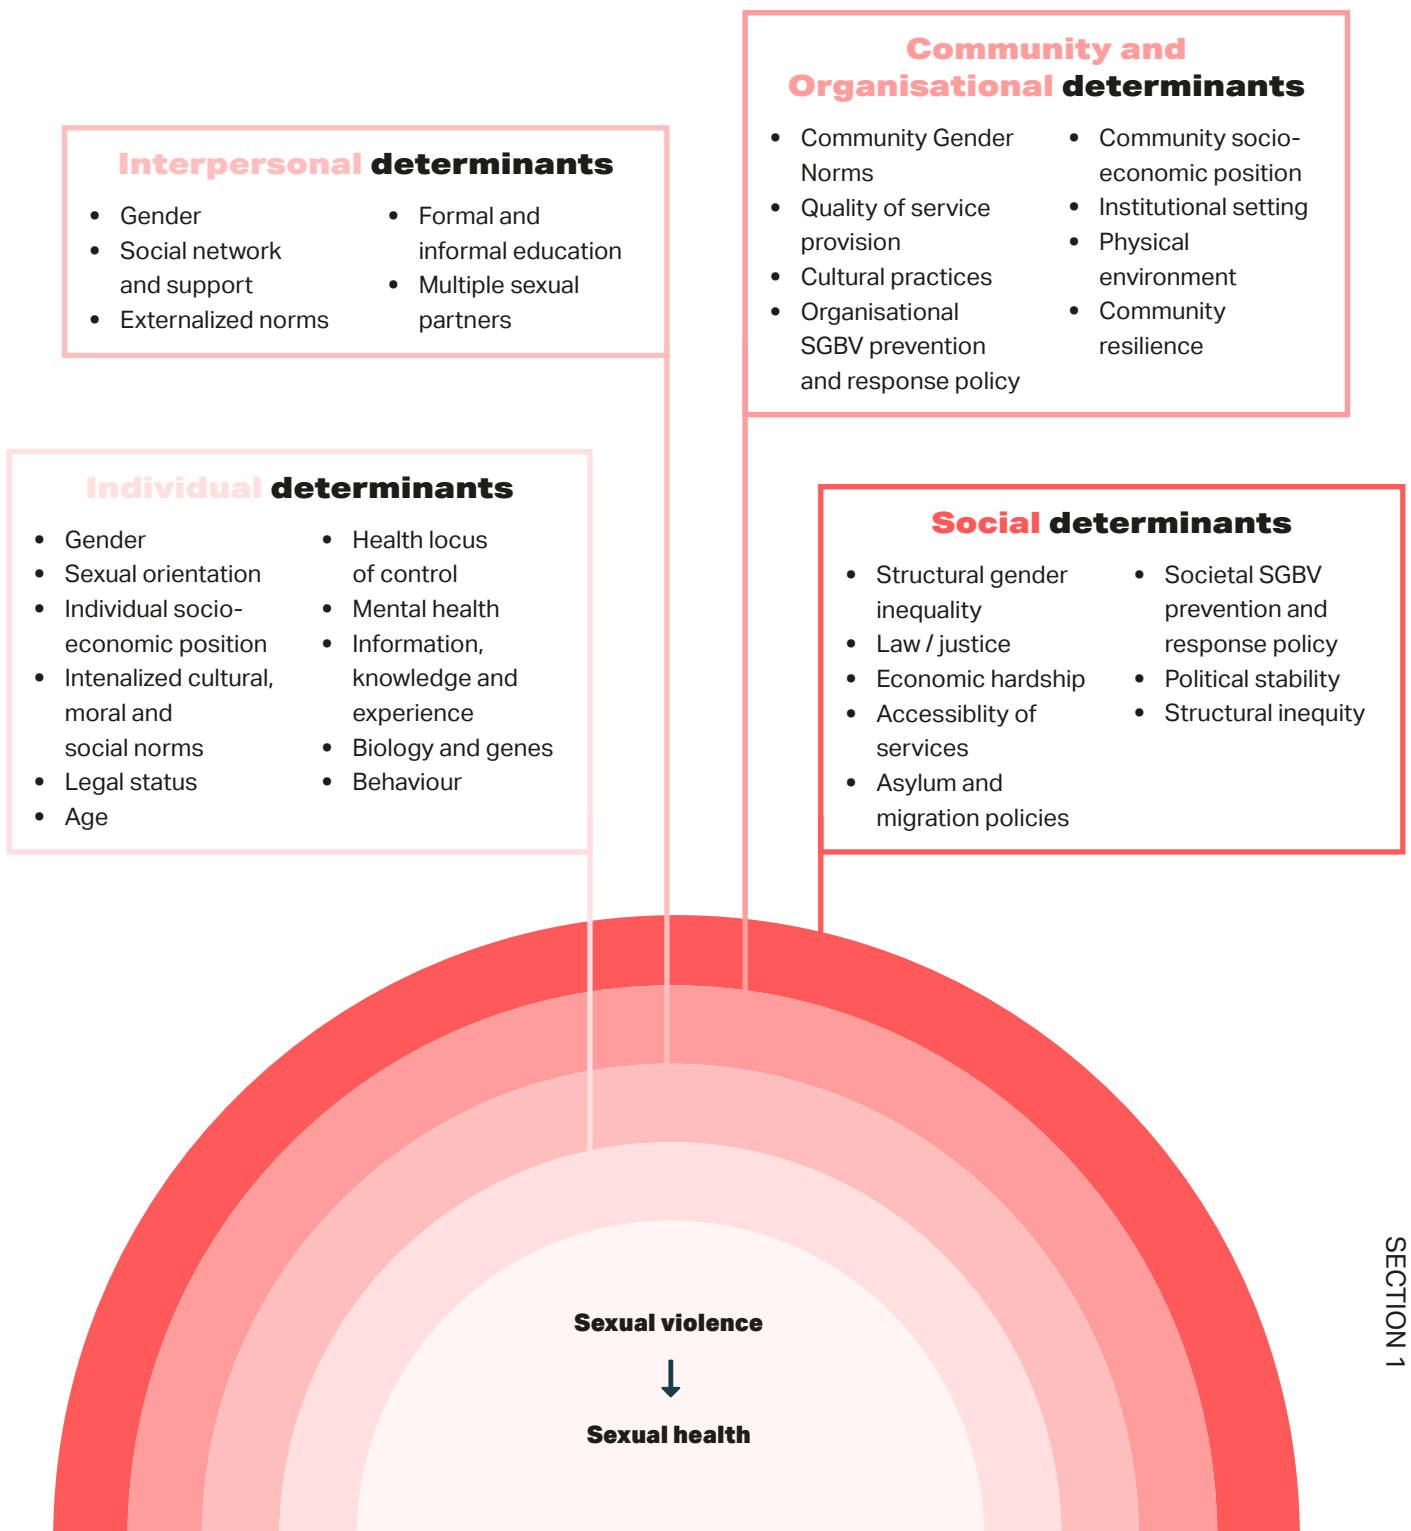 Community and
Organisational determinants
• Community Gender
Norms
• Quality of service
provision
• Cultural practices
• Organisational
SGBV prevention
and response policy
• Community socio-
economic position
• Institutional setting
• Physical
environment
• Community
resilience
Interpersonal determinants
• Gender
• Social network
and support
• Externalized norms
• Formal and
informal education
• Multiple sexual
partners
Individual determinants
• Gender
• Sexual orientation
• Individual socio-
economic position
• Intenalized cultural,
moral and
social norms
• Legal status
• Age
• Health locus
of control
• Mental health
• Information,
knowledge and
experience
• Biology and genes
• Behaviour
Social determinants
• Structural gender
inequality
• Law / justice
• Economic hardship
• Accessiblity of
services
• Asylum and
migration policies
• Societal SGBV
prevention and
response policy
• Political stability
• Structural inequity
Sexual violence
↓
Sexual health
SECTION 1